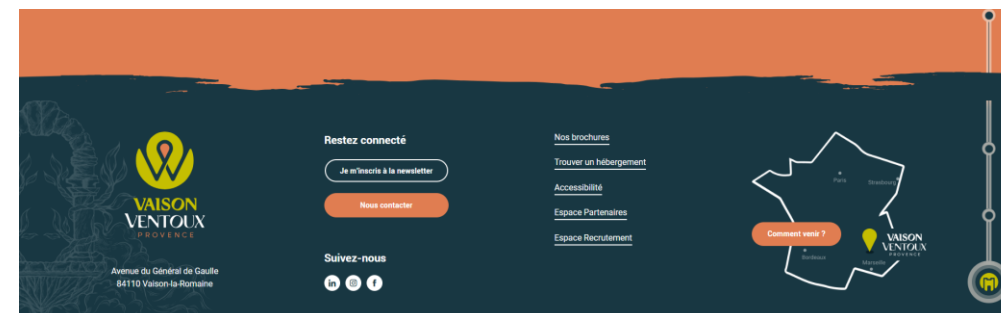 VAISON
VENTOUX
PROVENCE
Avenue du Général de Gaulle
84110 Vaison-la-Romaine
Restez connecté
Je m'inscris à la newsletter
Nous contacter
Suivez-nous
in
f
Nos brochures
Trouver un hébergement
Accessibilité
Espace Partenaires
Espace Recrutement
Paris
Strasbourg
Comment venir ?
VAISON
VENTOUX
PROVENCE
Bordeaux
Marseille